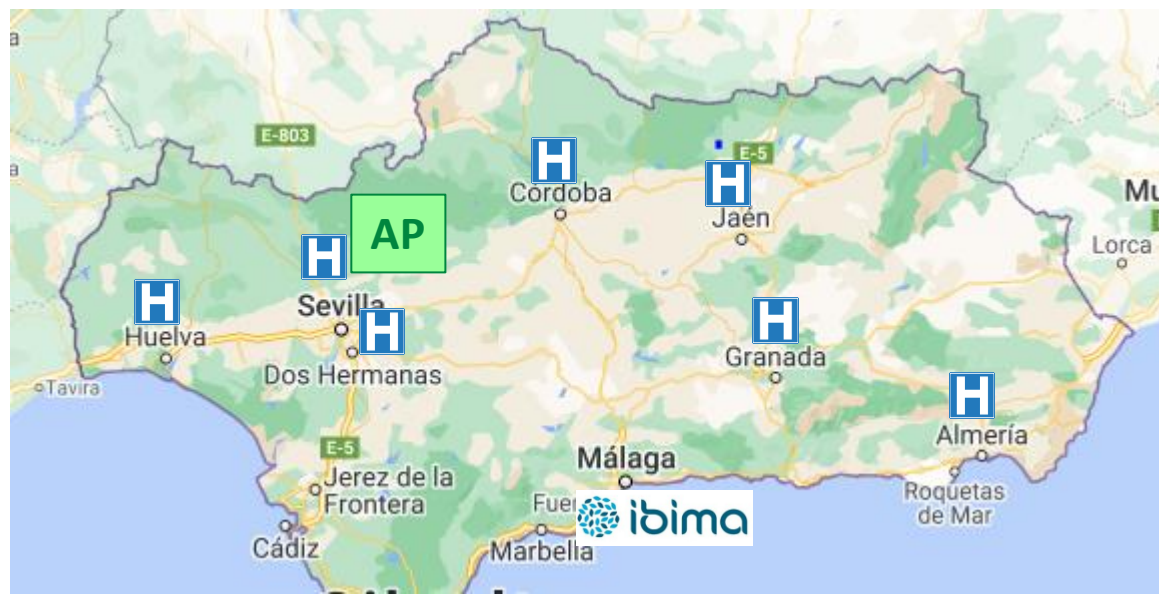 E-803
H
Córdoba
E-5
H
Mu
Jaén
AP
Lorca
H
H
Sevilla
H
H
Huelva
Granada
Dos Hermanas
Tavira
H
Almería
E-5
Málaga
Jerez de la
Frontera
Roquetas
de Mar
Fuen
ibima
Cádiz
Marbella